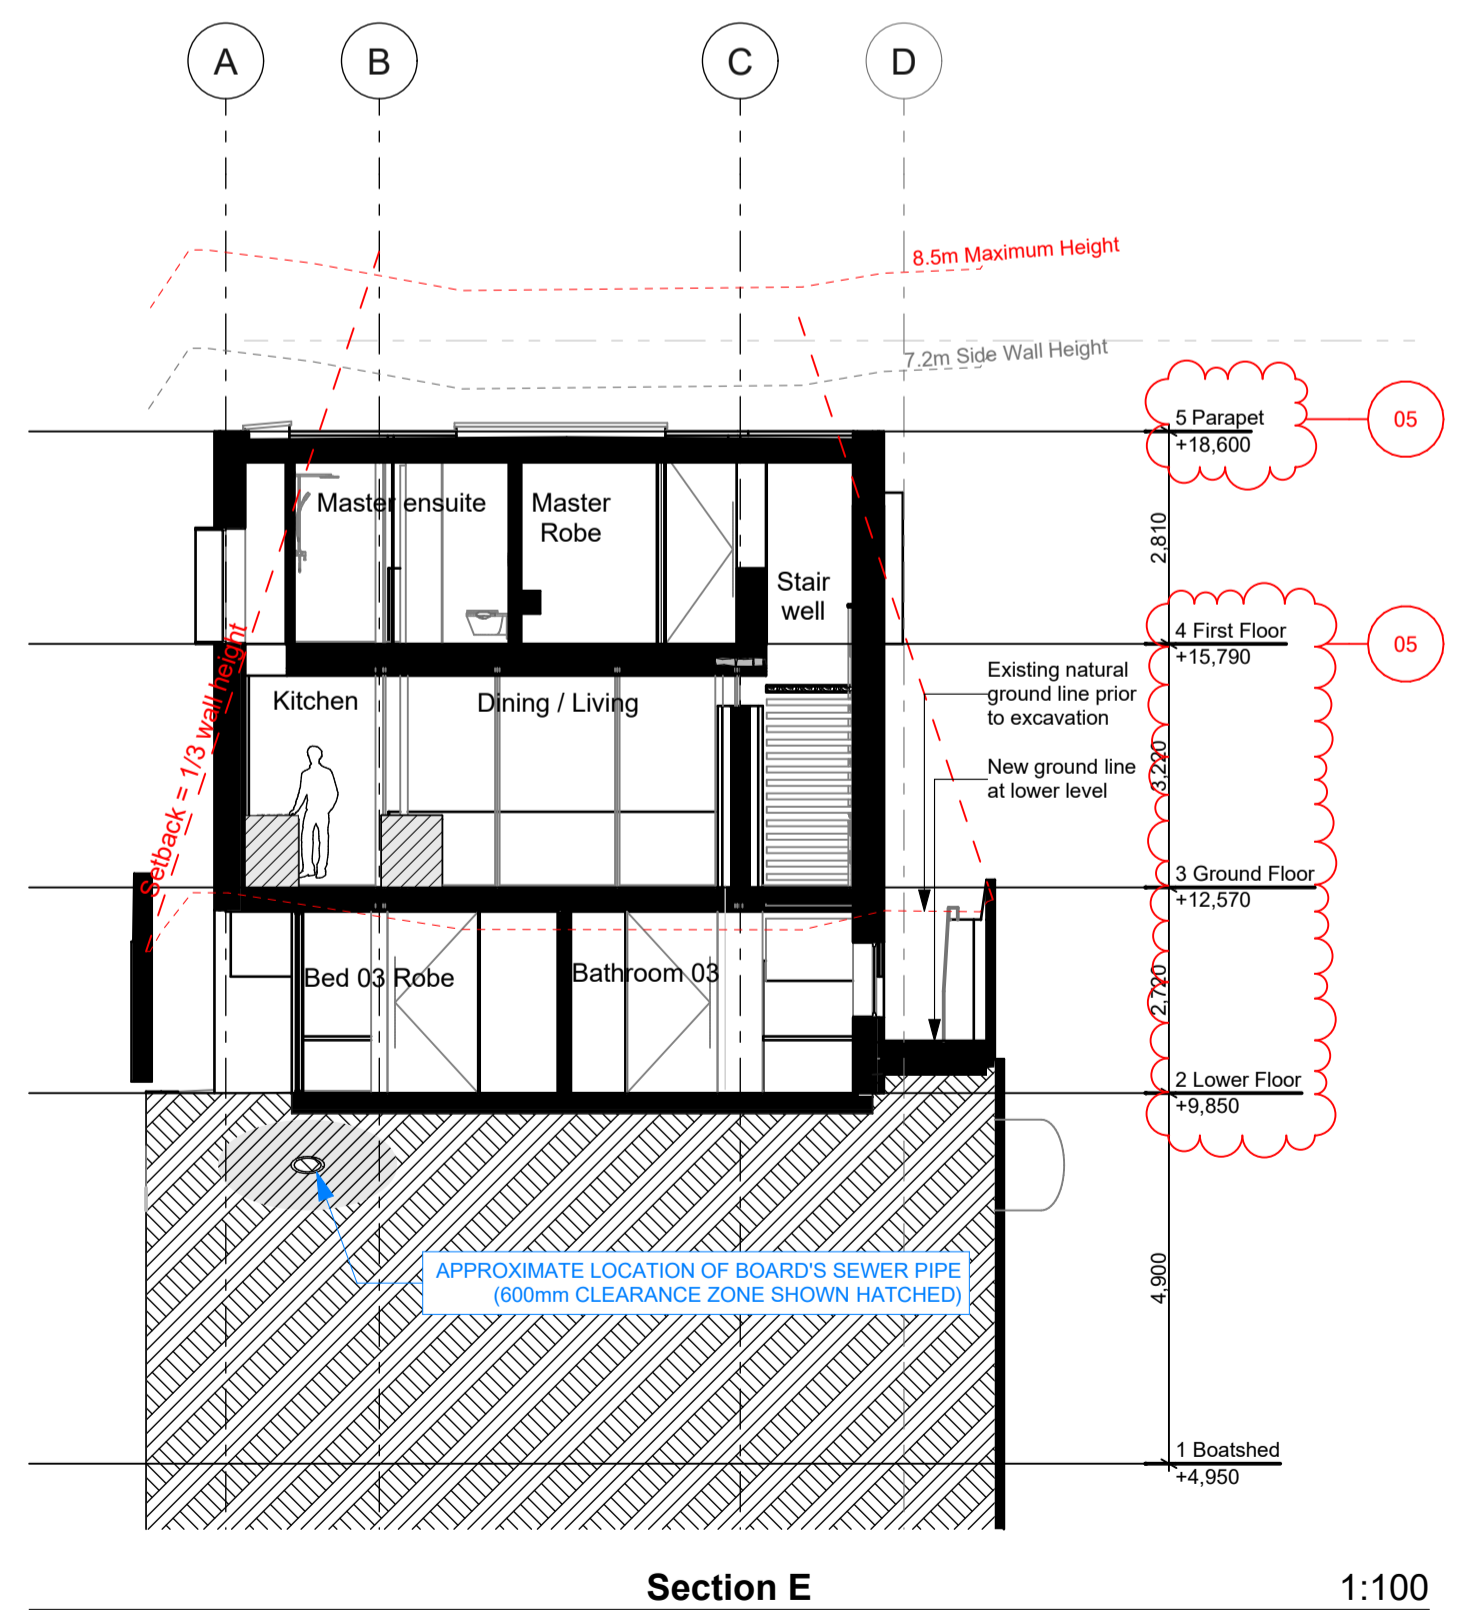 A
B
C
D
8.5m Maximum Height
7.2m Side Wall Height
5 Parapet
+18,600
05
2,810
Master ensuite
Master
Robe
Stair
well
4 First Floor
+15,790
05
Setback = 1/3 wall height
Existing natural
ground line prior
to excavation
Kitchen
Dining / Living
New ground line
at lower level
3,220
3 Ground Floor
+12,570
Bed 03 Robe
Bathroom 03
2,720
2 Lower Floor
+9,850
APPROXIMATE LOCATION OF BOARD'S SEWER PIPE
(600mm CLEARANCE ZONE SHOWN HATCHED)
4,900
1 Boatshed
+4,950
Section E
1:100